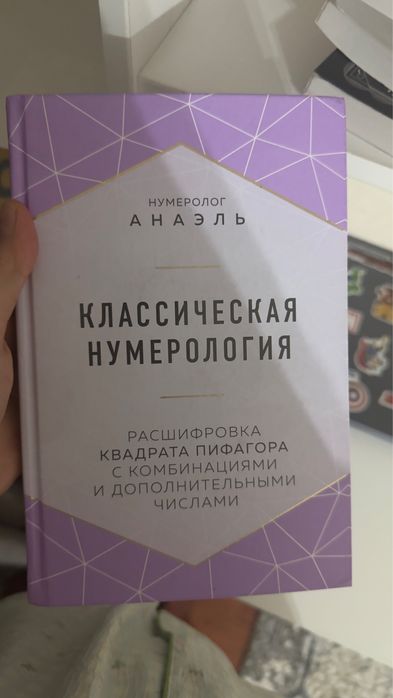 НУМЕРОЛОГ
АНАЭЛЬ
КЛАССИЧЕСКАЯ
НУМЕРОЛОГИЯ
РАСШИФРОВКА
КВАДРАТА ПИФАГОРА
С КОМБИНАЦИЯМИ
И ДОПОЛНИТЕЛЬНЫМИ
ЧИСЛАМИ